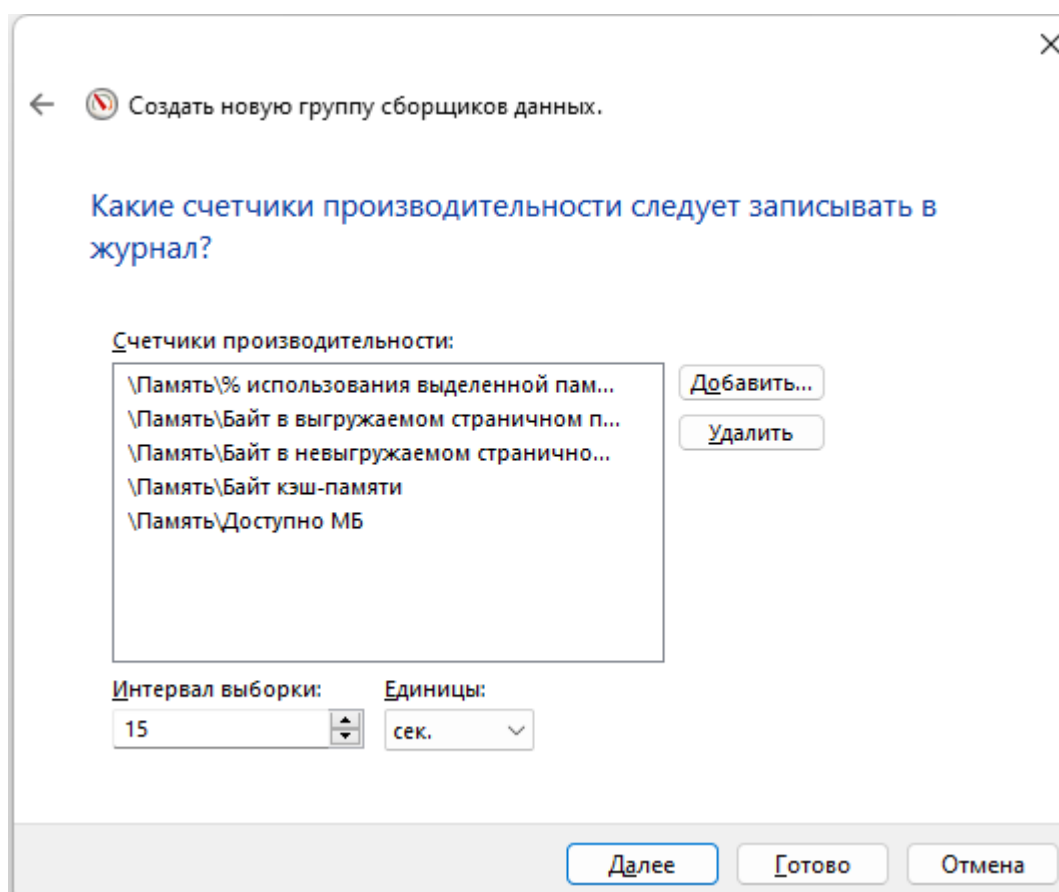 Создать новую группу сборщиков данных.
Какие счетчики производительности следует записывать в
журнал?
Счетчики производительности:
\Память\% использования выделенной пам...
\Память\Байт в выгружаемом страничном п...
\Память\Байт в невыгружаемом странично...
\Память\Байт кэш-памяти
\Память\Доступно МБ
Добавить...
Удалить
Интервал выборки:
Единицы:
15
сек.
Далее
Готово
Отмена